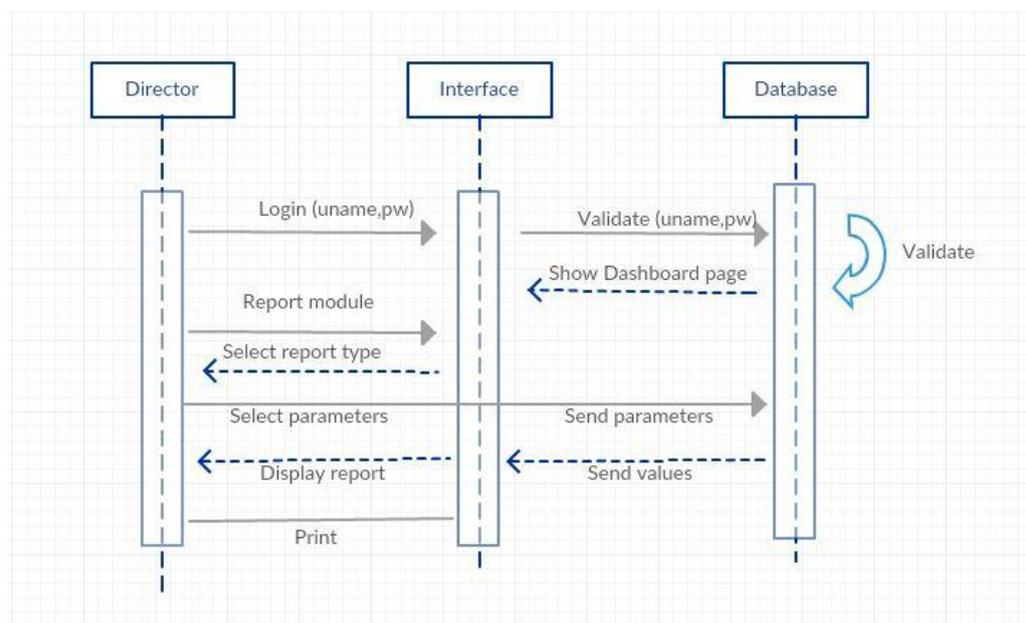 Director
Interface
Database
Login (uname,pw)
Validate (uname,pw)
Validate
Show Dashboard page
Report module
Select report type
Select parameters
Send parameters
Display report
Send values
Print